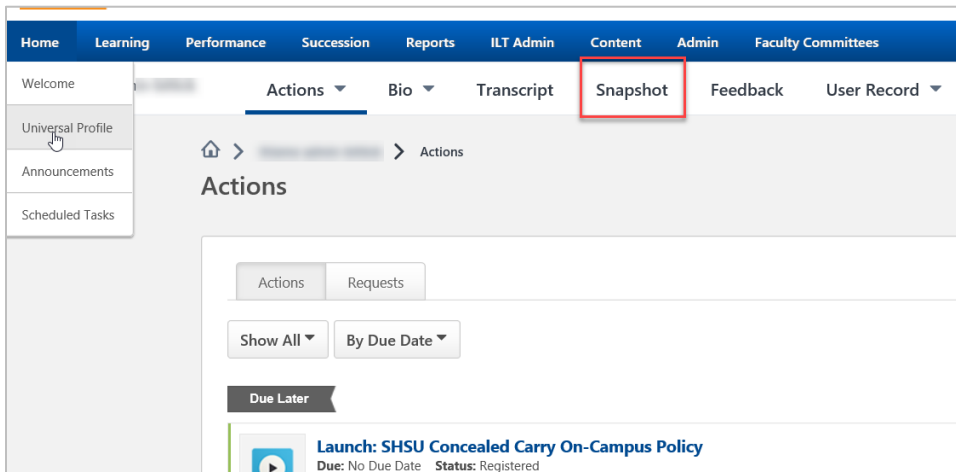 Home Learning Performance Succession Reports ILT Admin Content Admin Faculty Committees
Welcome
Universal Profile
Announcements
Scheduled Tasks
Actions Bio Transcript Snapshot Feedback User Record
Actions
Actions
Actions Requests
Show All By Due Date
Due Later
Launch: SHSU Concealed Carry On-Campus Policy
Due: No Due Date Status: Registered